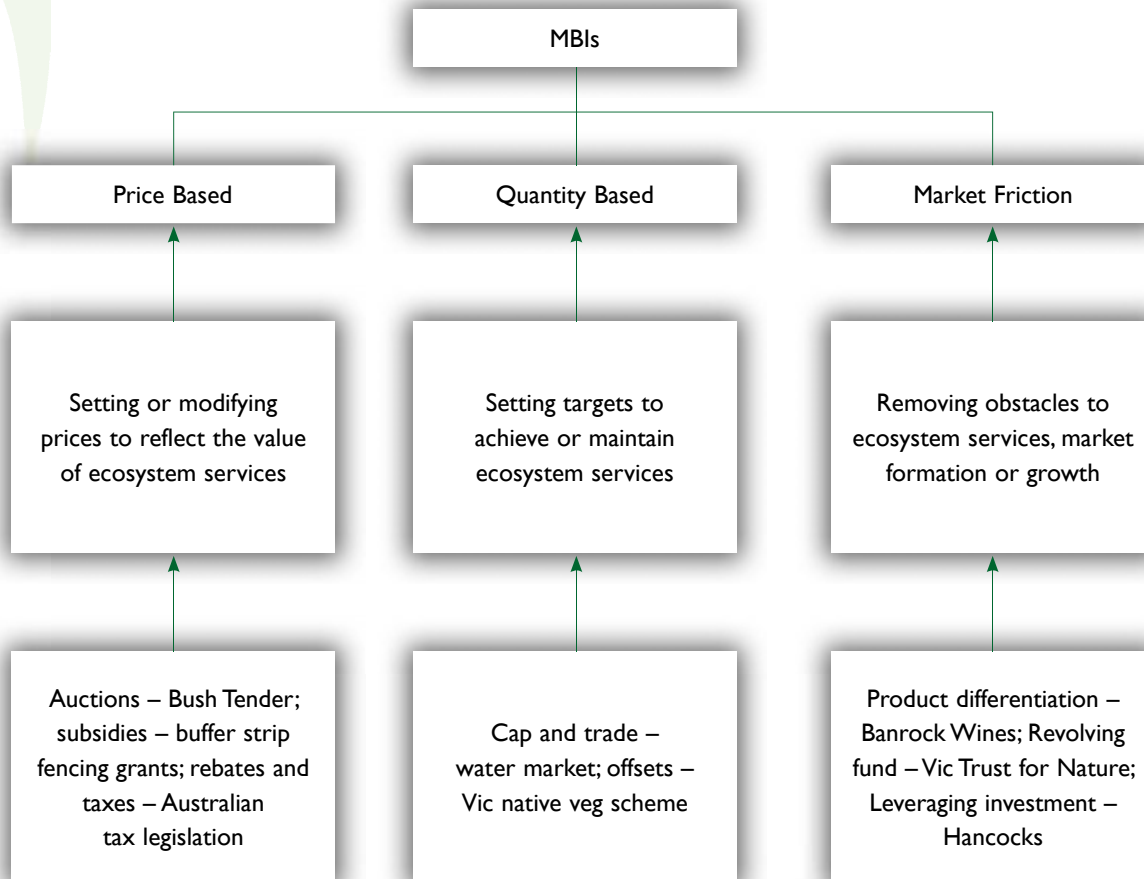 MBIs
Price Based
Quantity Based
Market Friction
Setting or modifying
prices to reflect the value
of ecosystem services
Setting targets to
achieve or maintain
ecosystem services
Removing obstacles to
ecosystem services, market
formation or growth
Auctions – Bush Tender;
subsidies – buffer strip
fencing grants; rebates and
taxes – Australian
tax legislation
Cap and trade –
water market; offsets –
Vic native veg scheme
Product differentiation –
Banrock Wines; Revolving
fund – Vic Trust for Nature;
Leveraging investment –
Hancocks